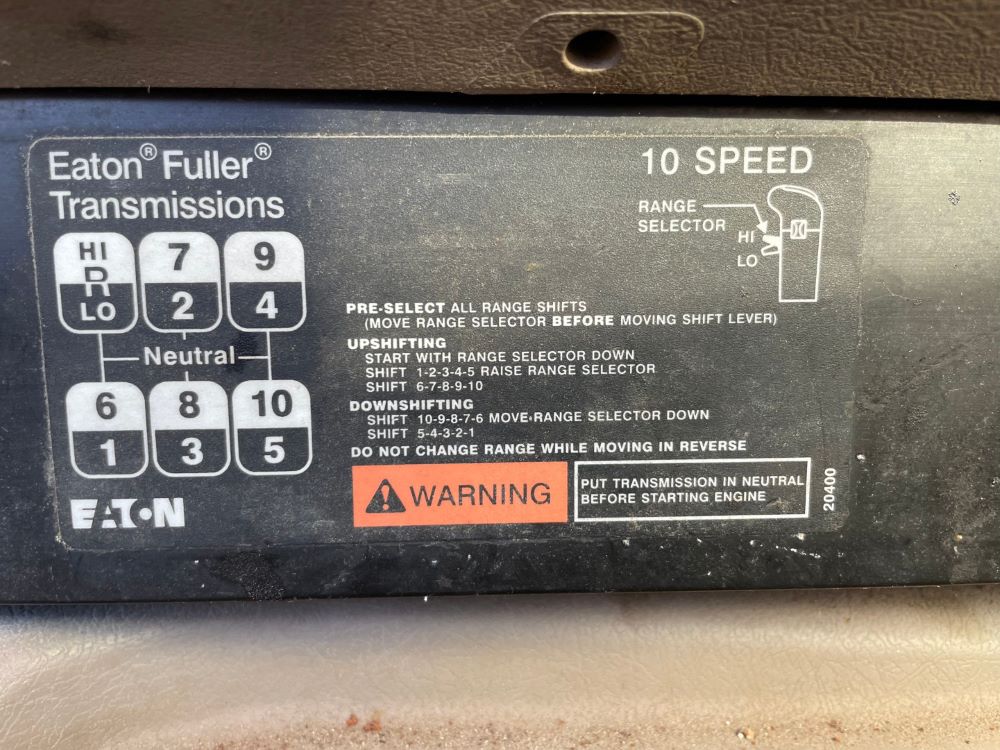 Eaton® Fuller®
Transmissions
10 SPEED
RANGE
SELECTOR
HI
LO
HI 7 9
R
LO 2 4
Neutral
6 8 10
1 3 5
PRE-SELECT ALL RANGE SHIFTS
(MOVE RANGE SELECTOR BEFORE MOVING SHIFT LEVER)
UPSHIFTING
START WITH RANGE SELECTOR DOWN
SHIFT 1-2-3-4-5 RAISE RANGE SELECTOR
SHIFT 6-7-8-9-10
DOWNSHIFTING
SHIFT 10-9-8-7-6 MOVE RANGE SELECTOR DOWN
SHIFT 5-4-3-2-1
DO NOT CHANGE RANGE WHILE MOVING IN REVERSE
WARNING
PUT TRANSMISSION IN NEUTRAL
BEFORE STARTING ENGINE
20400
EATON